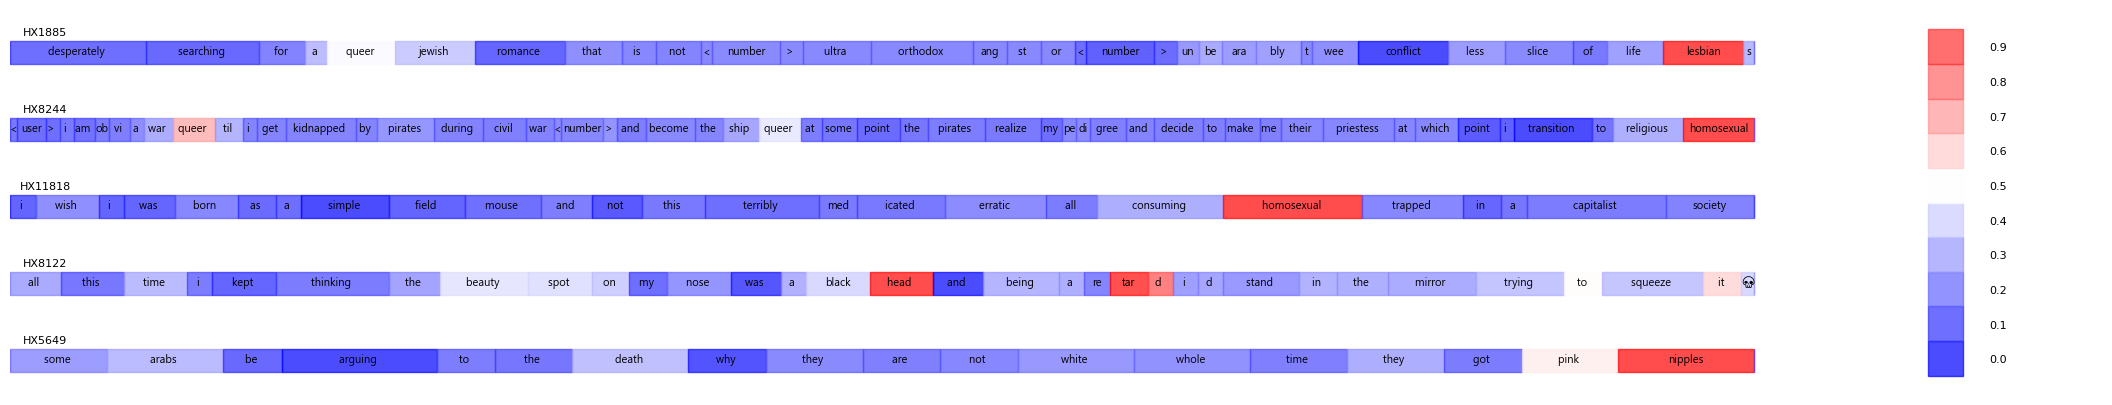 HX1885
desperately searching for a queer jewish romance that is not < number > ultra orthodox ang st or < number > un be ara bly t wee conflict less slice of life lesbian s
HX8244
< user > i am ob vi a war queer til i get kidnapped by pirates during civil war < number > and become the ship queer at some point the pirates realize my pe di gree and decide to make me their priestess at which point i transition to religious homosexual
HX11818
i wish i was born as a simple field mouse and not this terribly med icated erratic all consuming homosexual trapped in a capitalist society
HX8122
all this time i kept thinking the beauty spot on my nose was a black head and being a re tar d i d stand in the mirror trying to squeeze it 💀
HX5649
some arabs be arguing to the death why they are not white whole time they got pink nipples
0.9
0.8
0.7
0.6
0.5
0.4
0.3
0.2
0.1
0.0